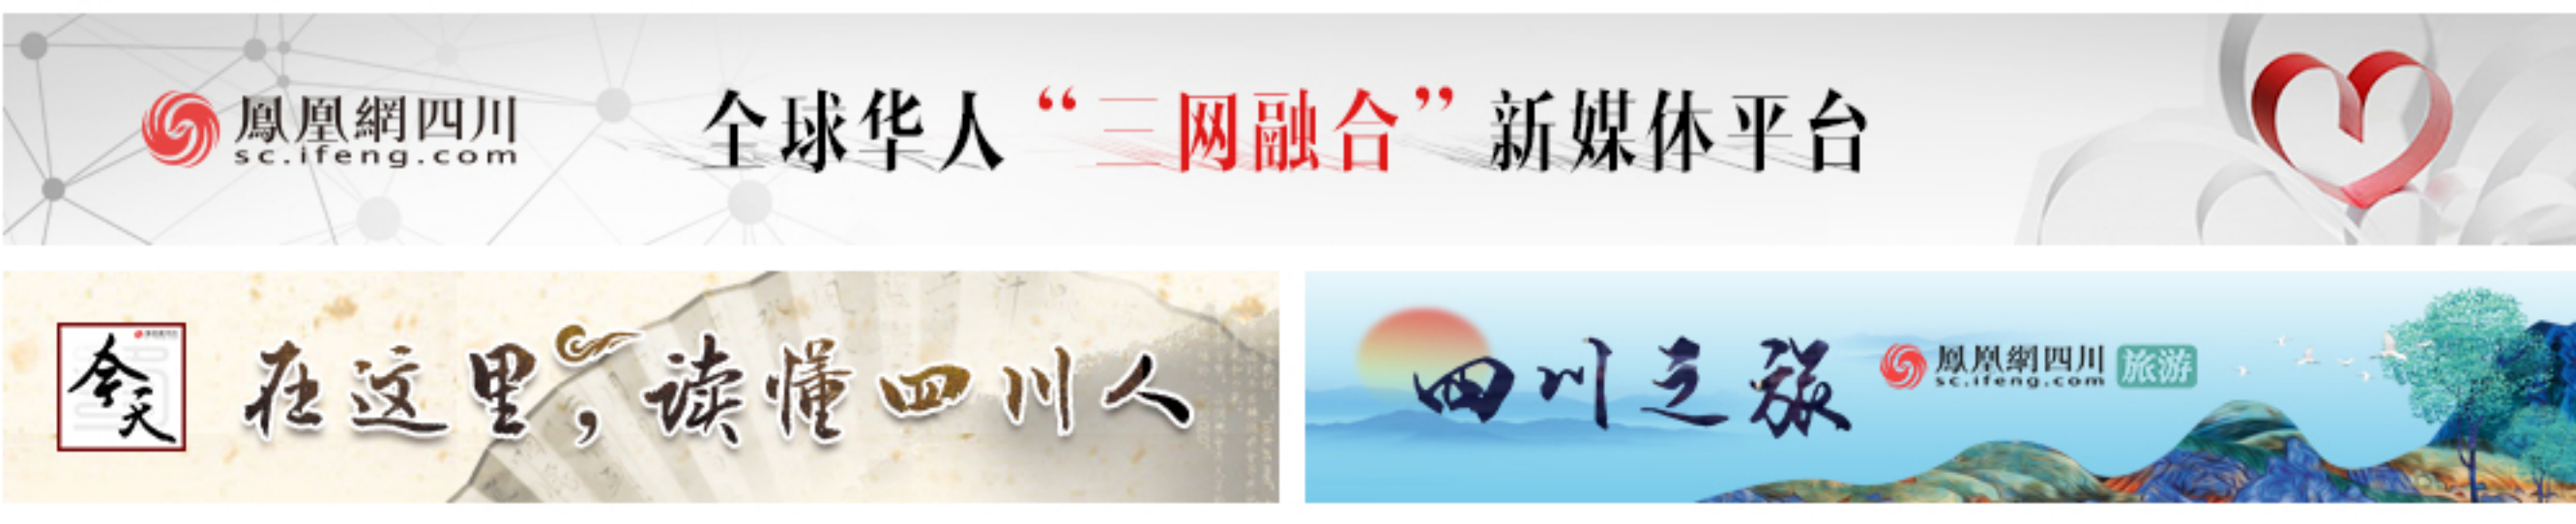 鳳凰網四川
sc.ifeng.com
全球华人“三网融合”新媒体平台
今天
在这里，读懂四川人
四川之旅
鳳凰網四川
sc.ifeng.com
旅游